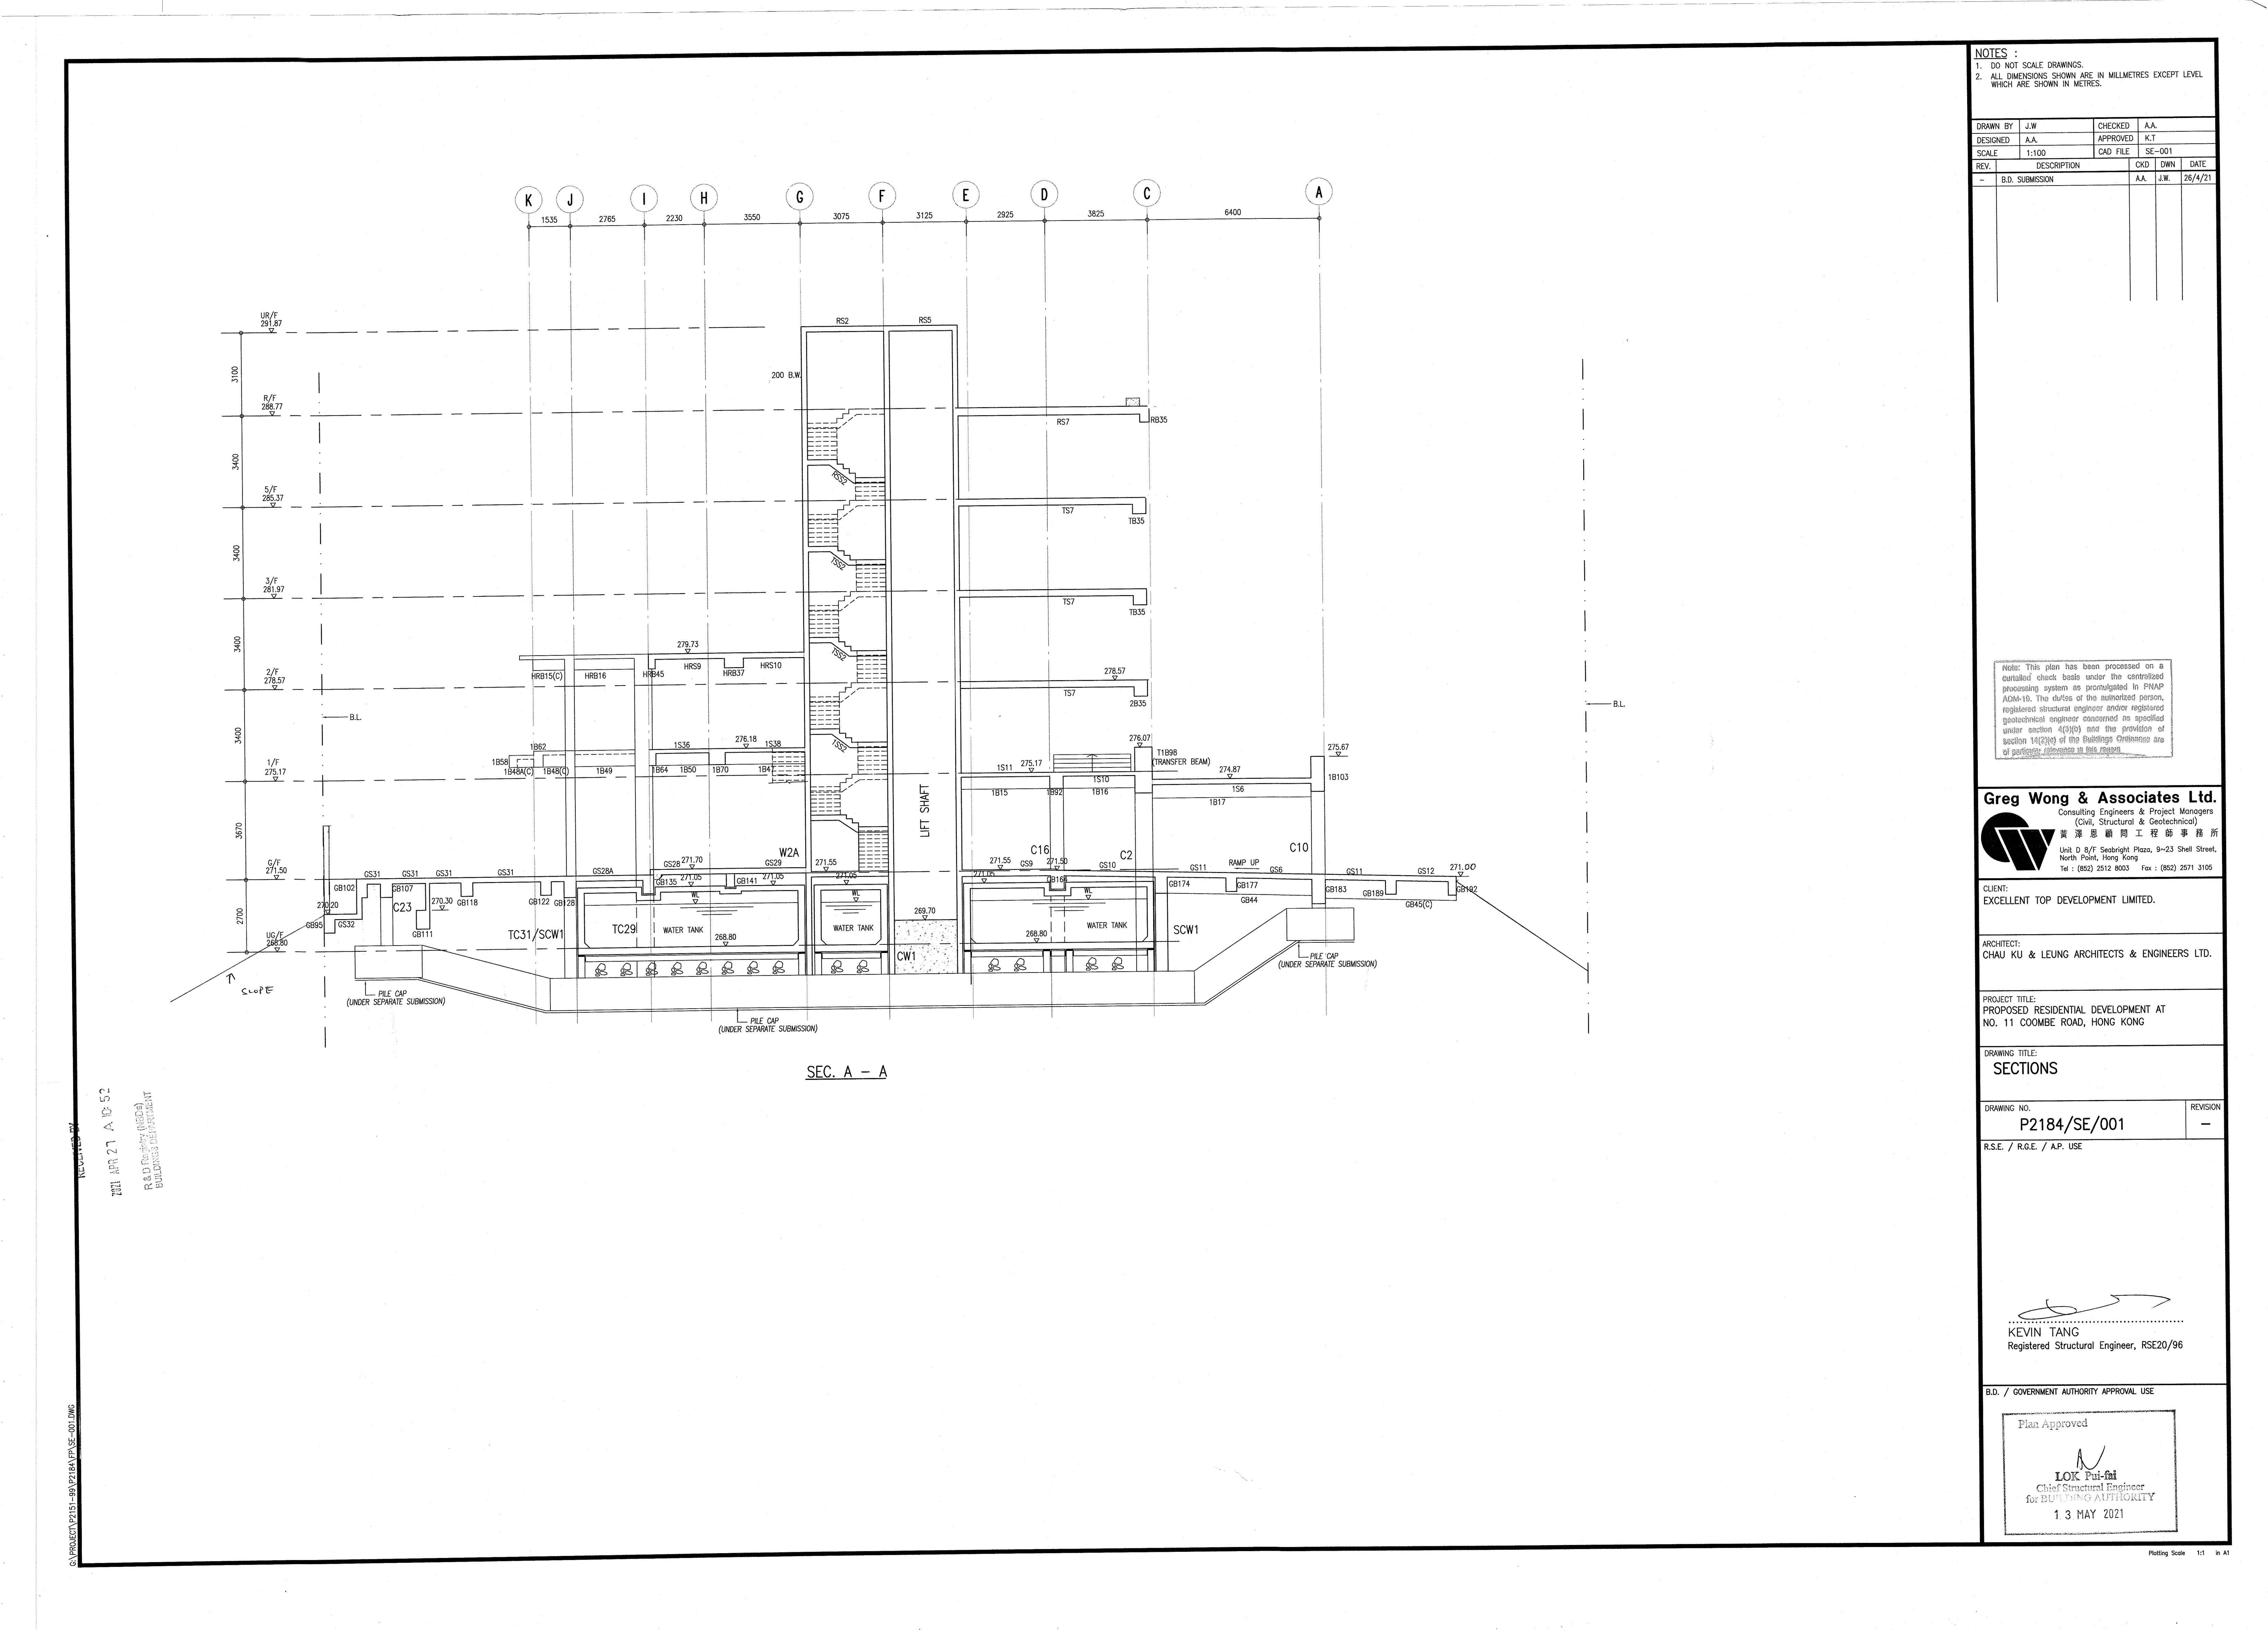 NOTES :
1. DO NOT SCALE DRAWINGS.
2. ALL DIMENSIONS SHOWN ARE IN MILLMETRES EXCEPT LEVEL
WHICH ARE SHOWN IN METRES.
DRAWN BY J.W CHECKED A.A.
DESIGNED A.A. APPROVED K.T
SCALE 1:100 CAD FILE SE-001
REV. DESCRIPTION CKD DWN DATE
- B.D. SUBMISSION A.A. J.W. 26/4/21
K J I H G F E D C A
1535 2765 2230 3550 3075 3125 2925 3825 6400
UR/F
291.87
RS2 RS5
3100
200 B.W.
R/F
288.77
RS7 RB35
3400
RSS2
5/F
285.37
TS7
TB35
3400
TSS2
3/F
281.97
TS7
TB35
3400
279.73
TSS2
HRS9 HRS10
HRB15(C) HRB16 HRB45 HRB37
2/F
278.57
278.57
TS7
2B35
B.L.
B.L.
3400
1B62 1S36 276.18 1S38 TSS2
276.07
T1B98
(TRANSFER BEAM)
275.67
1B58
1B48A(C) 1B48(C) 1B49 1B64 1B50 1B70 1B47
1/F
275.17
1S11 275.17 1S10 274.87
1B103
1B15 1B92 1B16 1S6
1B17
LIFT SHAFT
3670
W2A C16 C2 C10
G/F
271.50
GS31 GS31 GS31 GS31 GS28A GS28 271.70 GS29 271.55
271.55 GS9 271.50 GS10 GS11 RAMP UP GS6 GS11 GS12 271.00
GB102 GB107 GB135 271.05 GB141 271.05 271.05 271.05 GB164 GB174 GB177 GB183 GB189 GB192
270.20 C23 270.30 GB118 GB122 GB128 WL WL WL GB44 GB45(C)
2700
GB95 GS32 GB111 269.70
TC31/SCW1 TC29 WATER TANK WATER TANK WATER TANK SCW1
UG/F
268.80
268.80 268.80
CW1
SLOPE
PILE CAP
(UNDER SEPARATE SUBMISSION)
PILE CAP
(UNDER SEPARATE SUBMISSION)
PILE CAP
(UNDER SEPARATE SUBMISSION)
SEC. A - A
RECEIVED BY
2021 APR 27 A 10: 52
R & D Registry (NBDs)
BUILDINGS DEPARTMENT
G:\PROJECT\P2151-99\P2184\FP\SE-001.DWG
Note: This plan has been processed on a
curtailed check basis under the centralized
processing system as promulgated in PNAP
ADM-19. The duties of the authorized person,
registered structural engineer and/or registered
geotechnical engineer concerned as specified
under section 4(3)(b) and the provision of
section 14(2)(c) of the Buildings Ordinance are
of particular relevance in this regard.
Greg Wong & Associates Ltd.
Consulting Engineers & Project Managers
(Civil, Structural & Geotechnical)
黃 澤 恩 顧 問 工 程 師 事 務 所
Unit D 8/F Seabright Plaza, 9-23 Shell Street,
North Point, Hong Kong
Tel : (852) 2512 8003 Fax : (852) 2571 3105
CLIENT:
EXCELLENT TOP DEVELOPMENT LIMITED.
ARCHITECT:
CHAU KU & LEUNG ARCHITECTS & ENGINEERS LTD.
PROJECT TITLE:
PROPOSED RESIDENTIAL DEVELOPMENT AT
NO. 11 COOMBE ROAD, HONG KONG
DRAWING TITLE:
SECTIONS
DRAWING NO. REVISION
P2184/SE/001 -
R.S.E. / R.G.E. / A.P. USE
KEVIN TANG
Registered Structural Engineer, RSE20/96
B.D. / GOVERNMENT AUTHORITY APPROVAL USE
Plan Approved
LOK Pui-fai
Chief Structural Engineer
for BUILDING AUTHORITY
13 MAY 2021
Plotting Scale 1:1 in A1